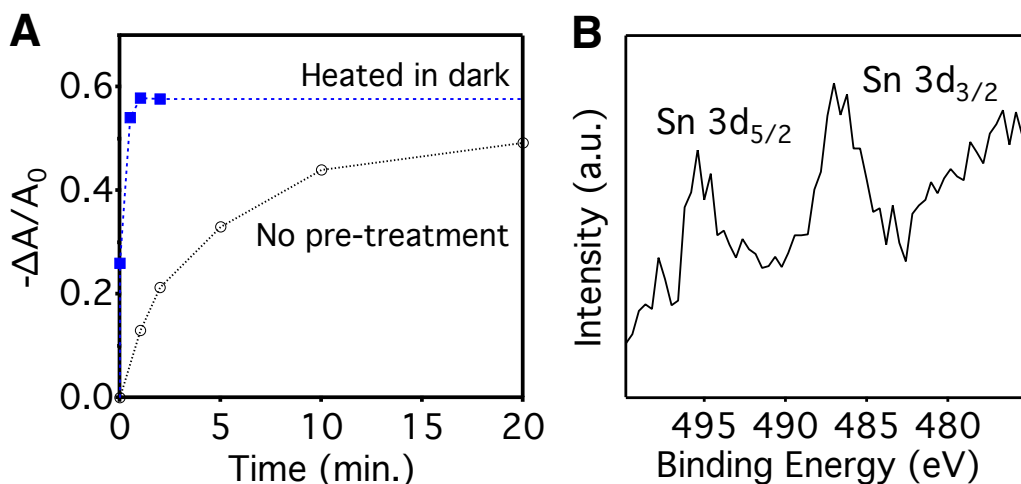 A
-ΔA/A₀
0.6
0.4
0.2
0.0
Heated in dark
No pre-treatment
0 5 10 15 20
Time (min.)
B
Intensity (a.u.)
Sn 3d₅/₂
Sn 3d₃/₂
495 490 485 480
Binding Energy (eV)